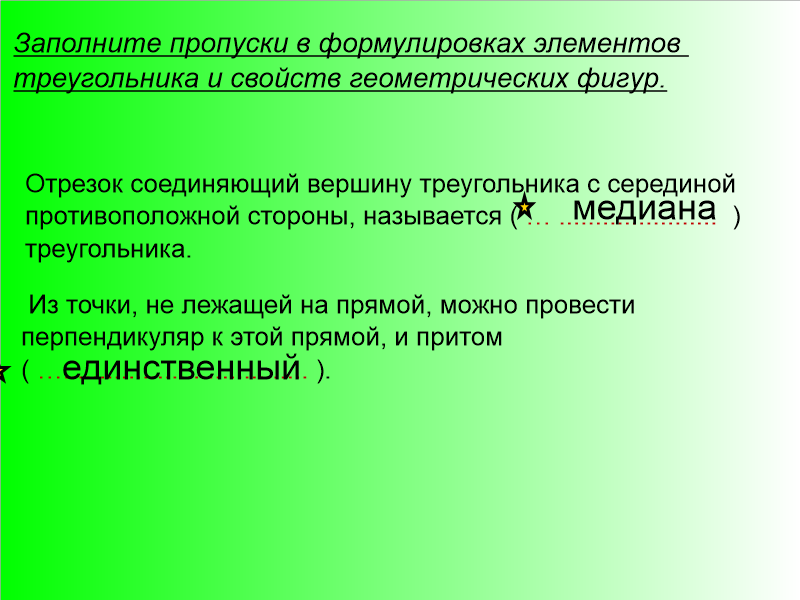 Заполните пропуски в формулировках элементов
треугольника и свойств геометрических фигур.
Отрезок соединяющий вершину треугольника с серединой
противоположной стороны, называется ( … медиана )
треугольника.
Из точки, не лежащей на прямой, можно провести
перпендикуляр к этой прямой, и притом
( … единственный ).